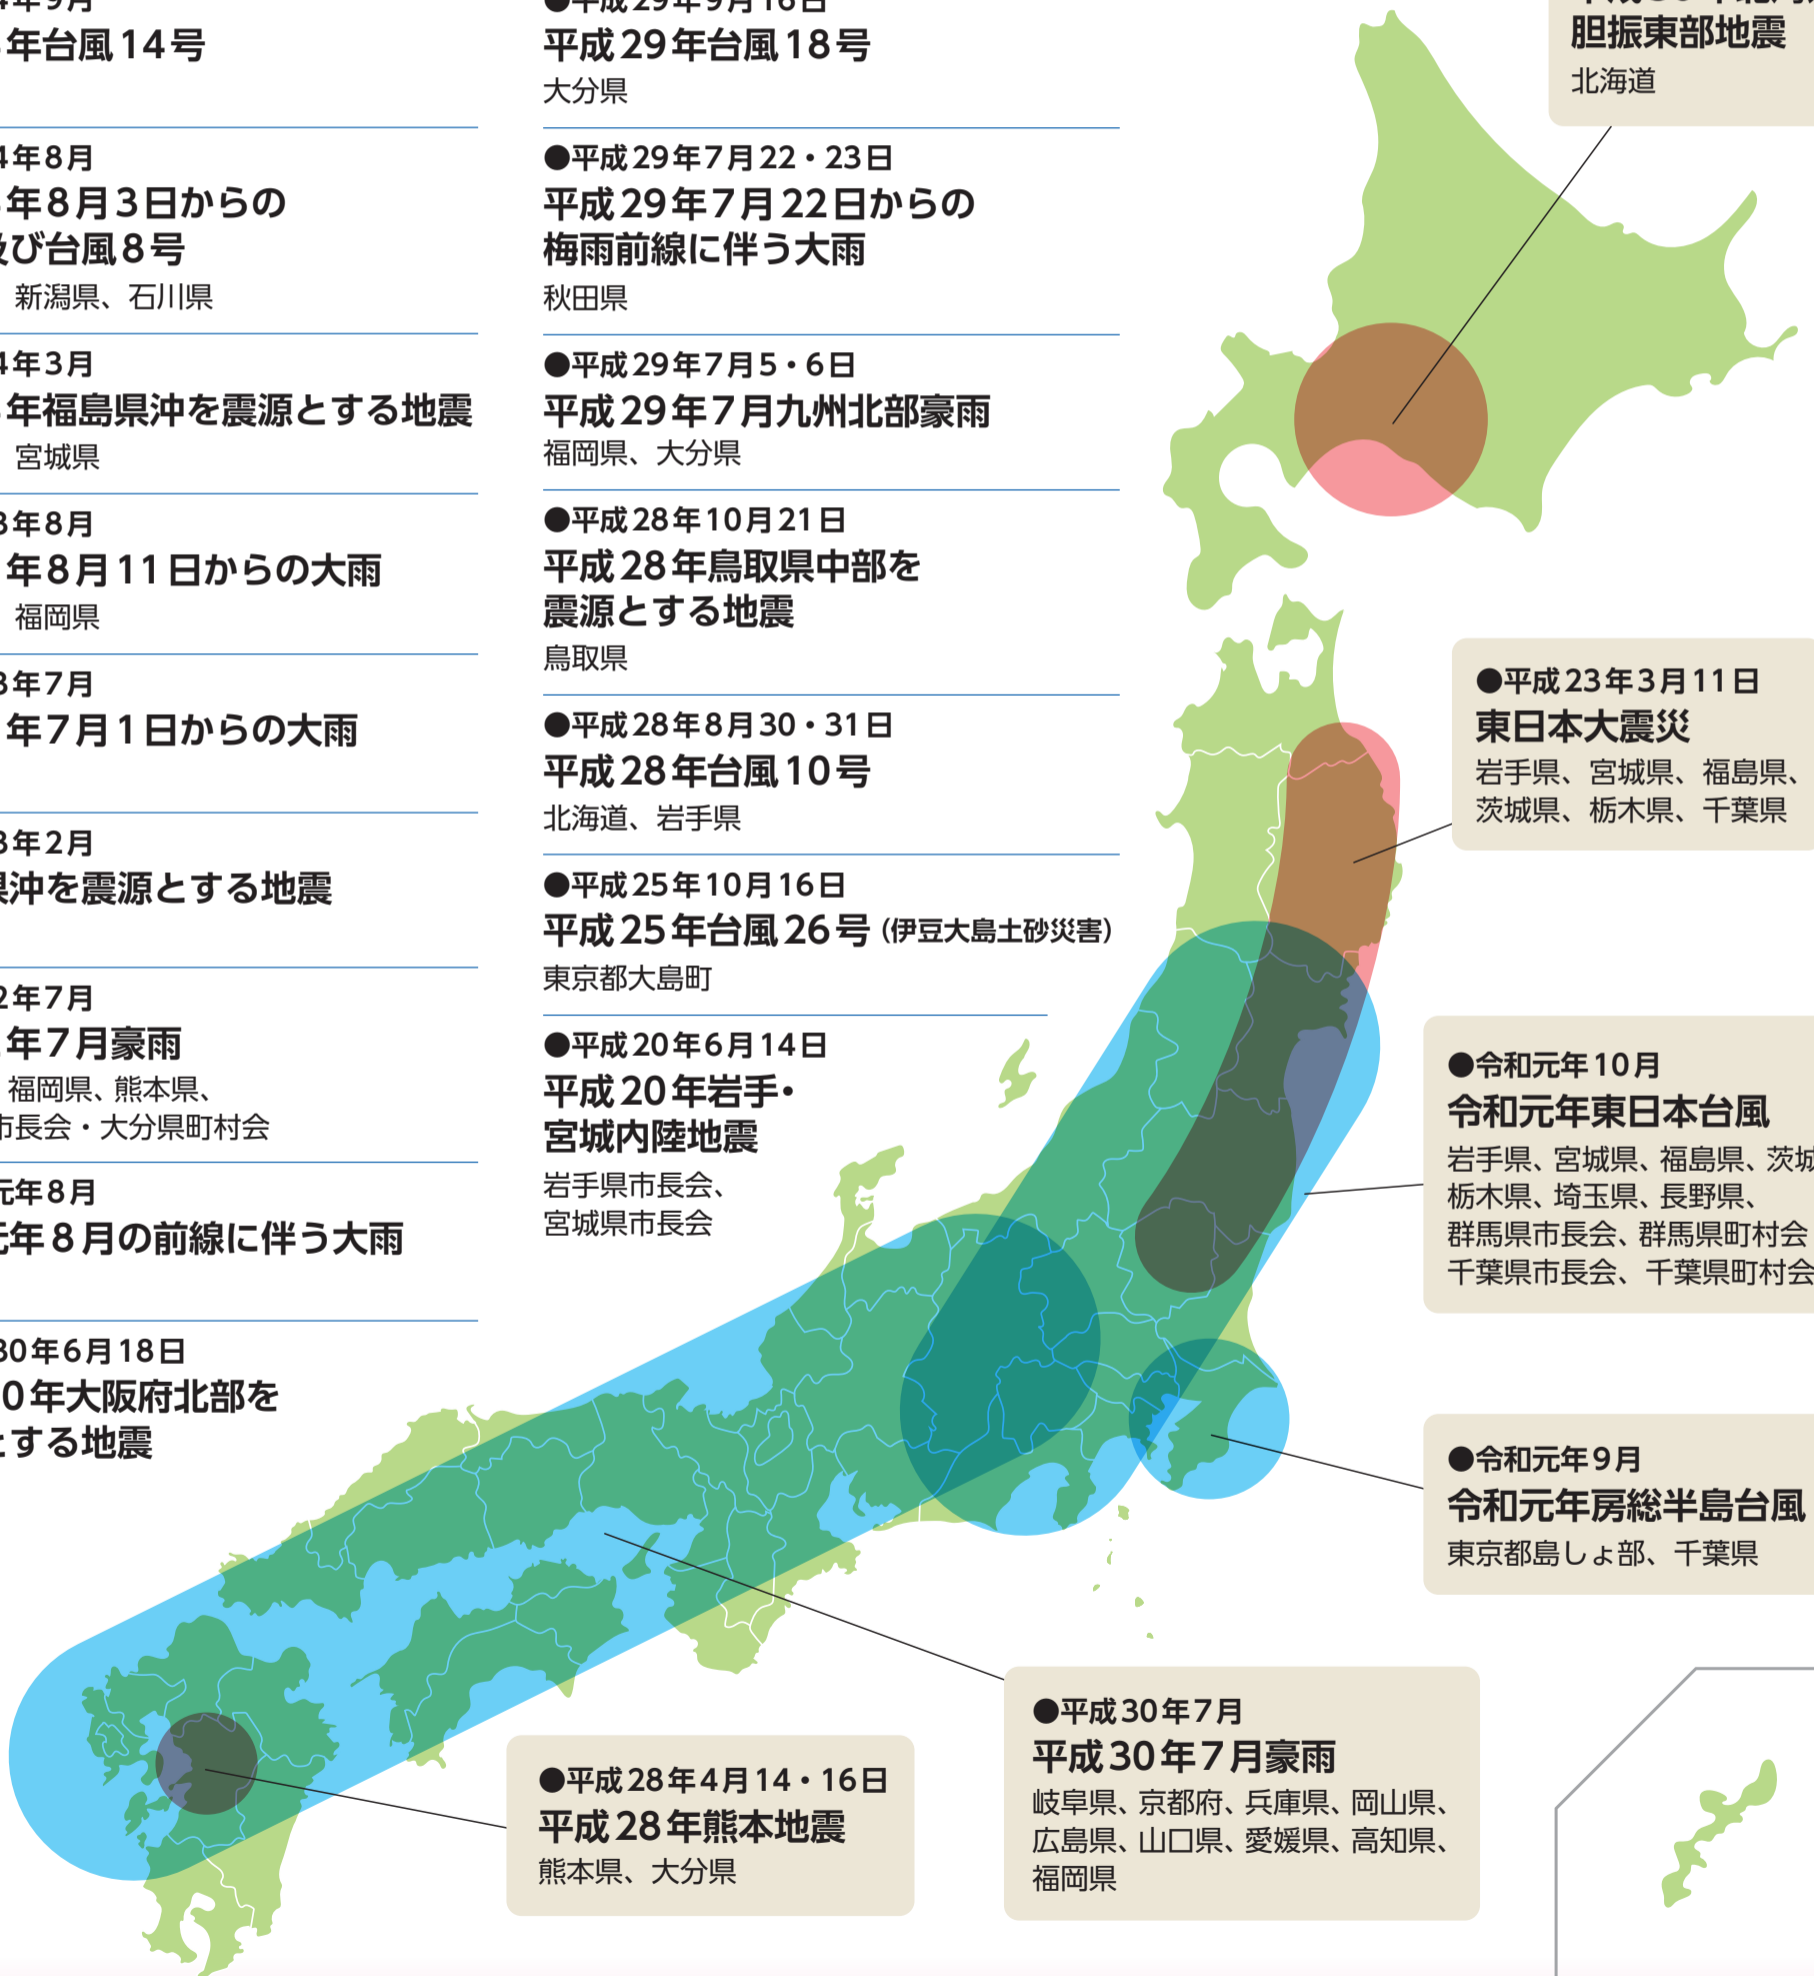 年台風14号
年8月
年8月3日からの
び台風8号
新潟県、石川県
年3月
年福島県沖を震源とする地震
宮城県
年8月
年8月11日からの大雨
福岡県
年7月
年7月1日からの大雨
年2月
沖を震源とする地震
年7月
年7月豪雨
福岡県、熊本県、
市長会・大分県町村会
元年8月
年8月の前線に伴う大雨
30年6月18日
0年大阪府北部を
とする地震
●平成29年9月16日
平成29年台風18号
大分県
●平成29年7月22・23日
平成29年7月22日からの
梅雨前線に伴う大雨
秋田県
●平成29年7月5・6日
平成29年7月九州北部豪雨
福岡県、大分県
●平成28年10月21日
平成28年鳥取県中部を
震源とする地震
鳥取県
●平成28年8月30・31日
平成28年台風10号
北海道、岩手県
●平成25年10月16日
平成25年台風26号（伊豆大島土砂災害）
東京都大島町
●平成20年6月14日
平成20年岩手・
宮城内陸地震
岩手県市長会、
宮城県市長会
胆振東部地震
北海道
●平成23年3月11日
東日本大震災
岩手県、宮城県、福島県、
茨城県、栃木県、千葉県
●令和元年10月
令和元年東日本台風
岩手県、宮城県、福島県、茨城
栃木県、埼玉県、長野県、
群馬県市長会、群馬県町村会
千葉県市長会、千葉県町村会
●令和元年9月
令和元年房総半島台風
東京都島しょ部、千葉県
●平成30年7月
平成30年7月豪雨
岐阜県、京都府、兵庫県、岡山県、
広島県、山口県、愛媛県、高知県、
福岡県
●平成28年4月14・16日
平成28年熊本地震
熊本県、大分県